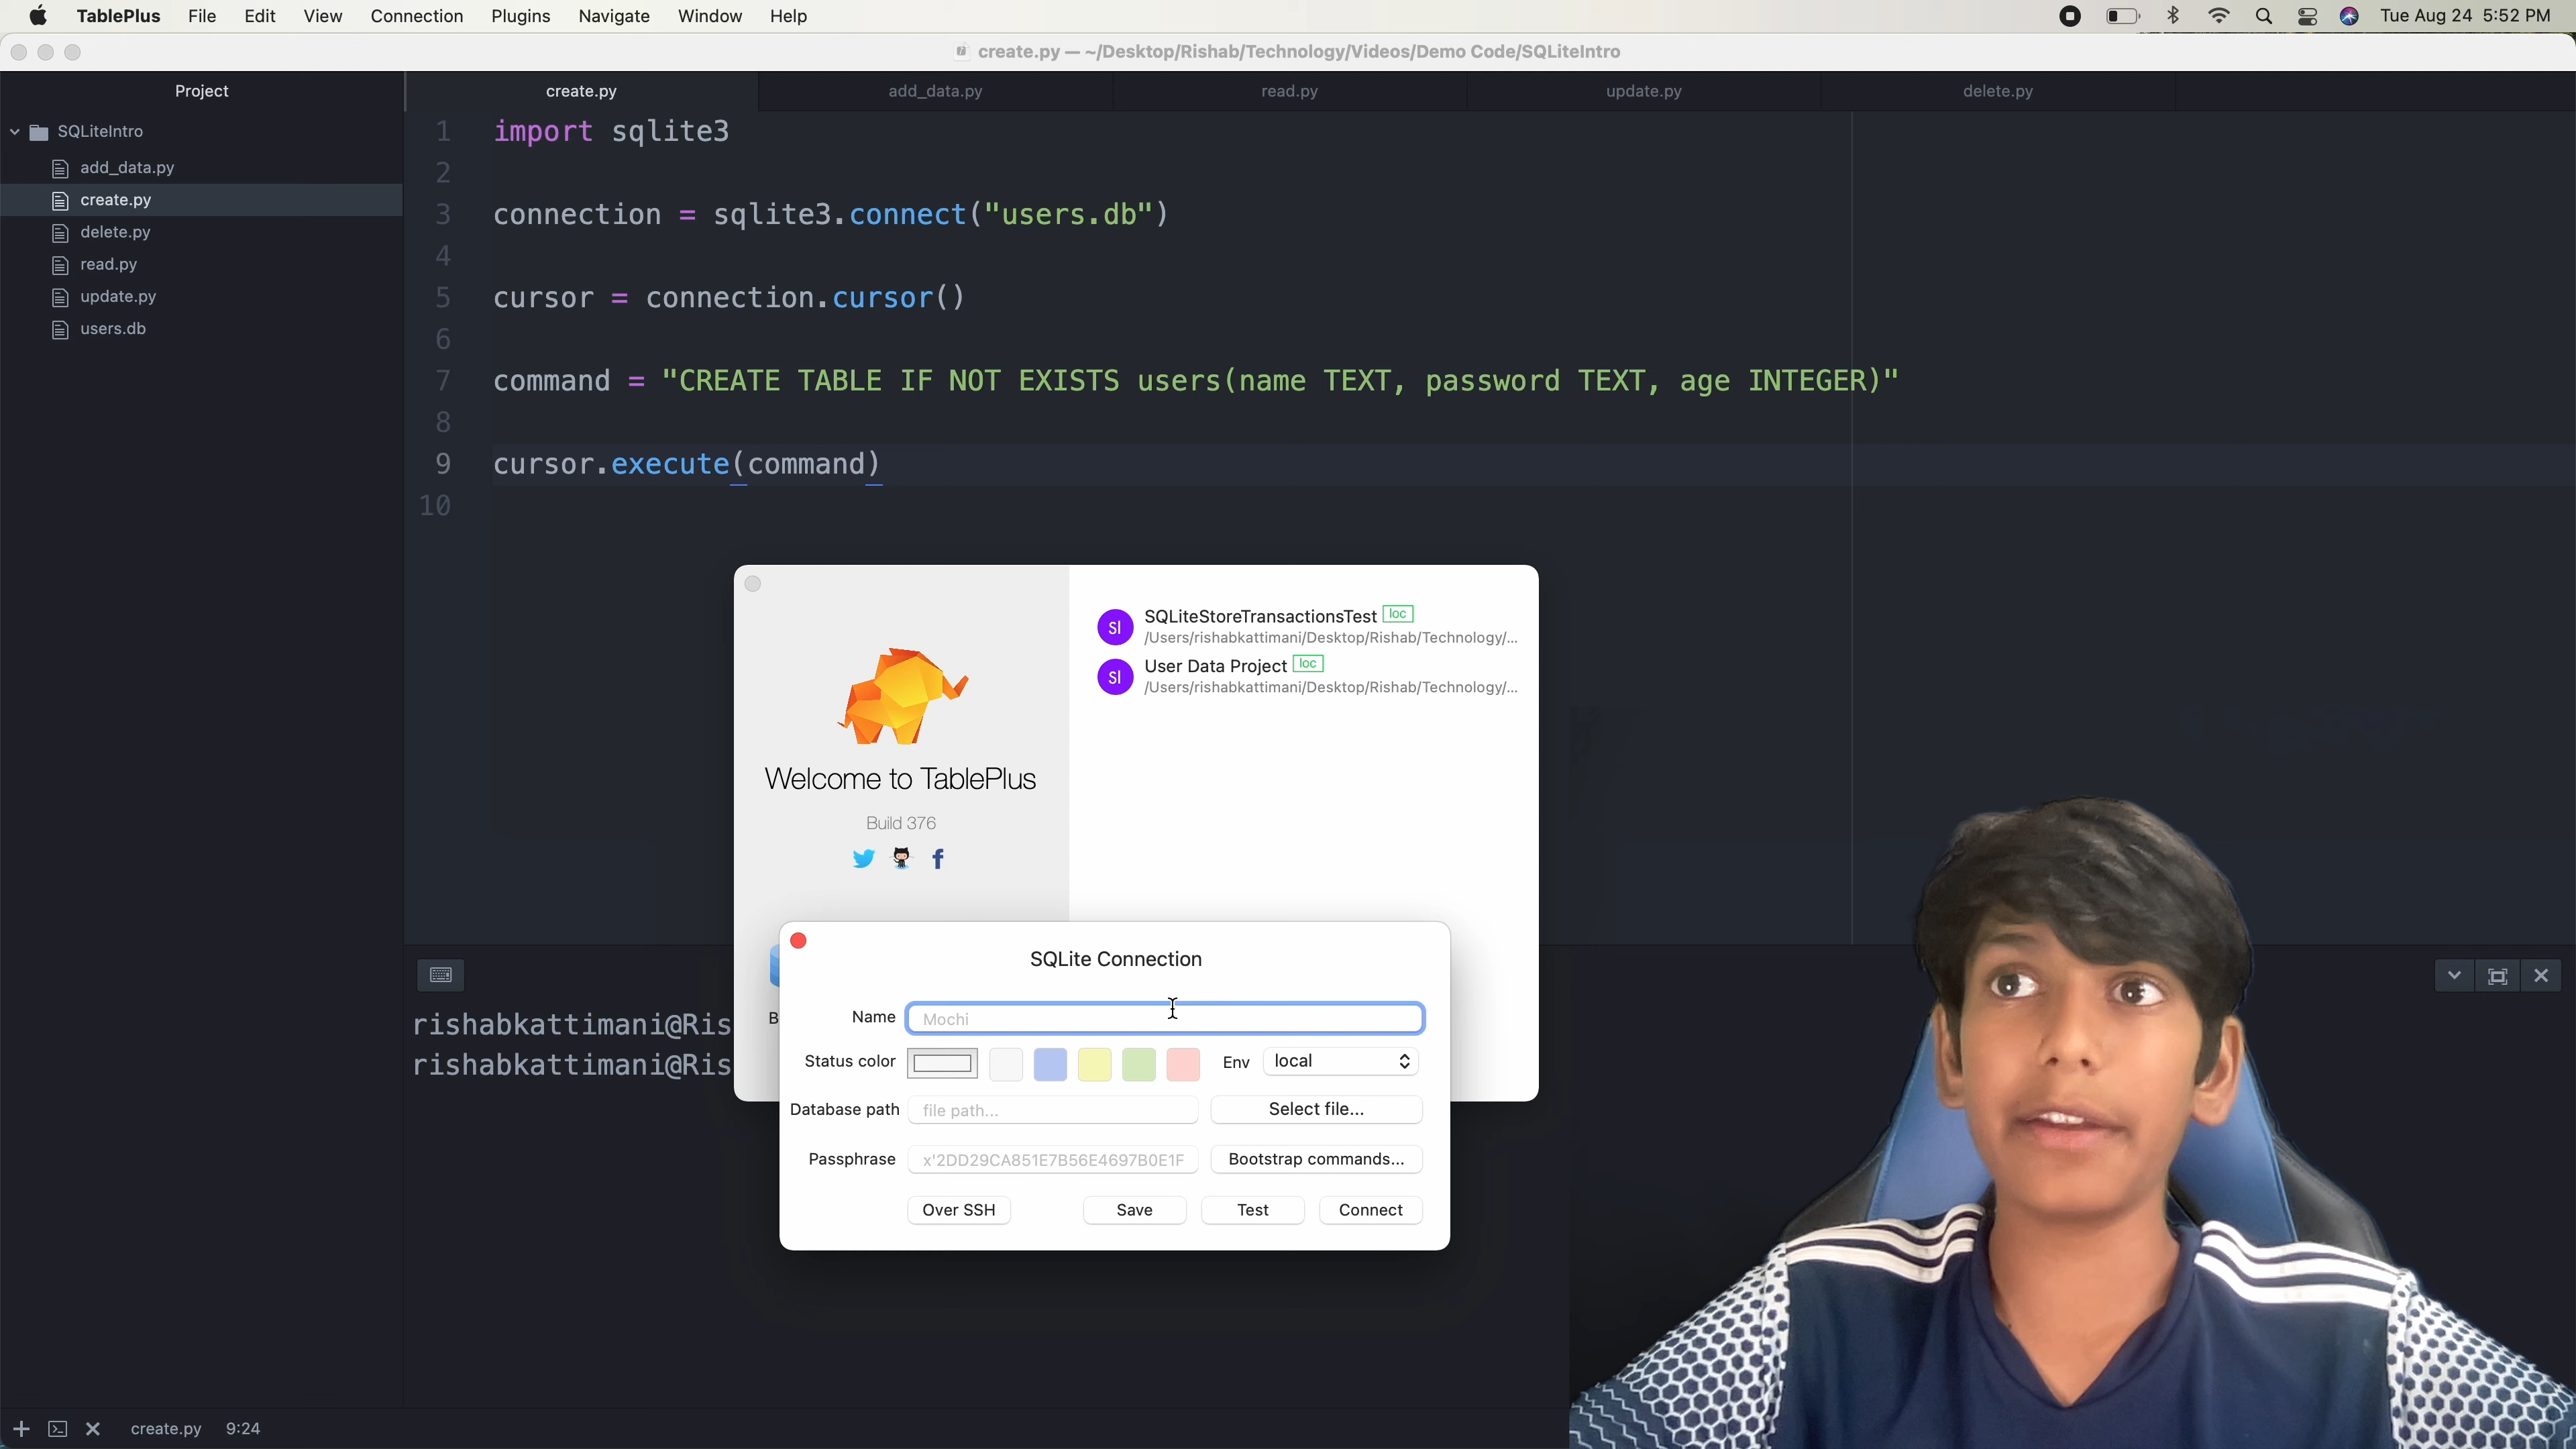 TablePlus File Edit View Connection Plugins Navigate Window Help Tue Aug 24 5:52 PM
create.py — ~/Desktop/Rishab/Technology/Videos/Demo Code/SQLiteIntro
Project create.py add_data.py read.py update.py delete.py
SQLiteIntro
add_data.py
create.py
delete.py
read.py
update.py
users.db
1 import sqlite3
2
3 connection = sqlite3.connect("users.db")
4
5 cursor = connection.cursor()
6
7 command = "CREATE TABLE IF NOT EXISTS users(name TEXT, password TEXT, age INTEGER)"
8
9 cursor.execute(command)
10
Welcome to TablePlus
Build 376
SI SQLiteStoreTransactionsTest loc
/Users/rishabkattimani/Desktop/Rishab/Technology/...
SI User Data Project loc
/Users/rishabkattimani/Desktop/Rishab/Technology/...
SQLite Connection
Name Mochi
Status color Env local
Database path file path... Select file...
Passphrase x'2DD29CA851E7B56E4697B0E1F Bootstrap commands...
Over SSH Save Test Connect
B
rishabkattimani@Ris
rishabkattimani@Ris
create.py 9:24